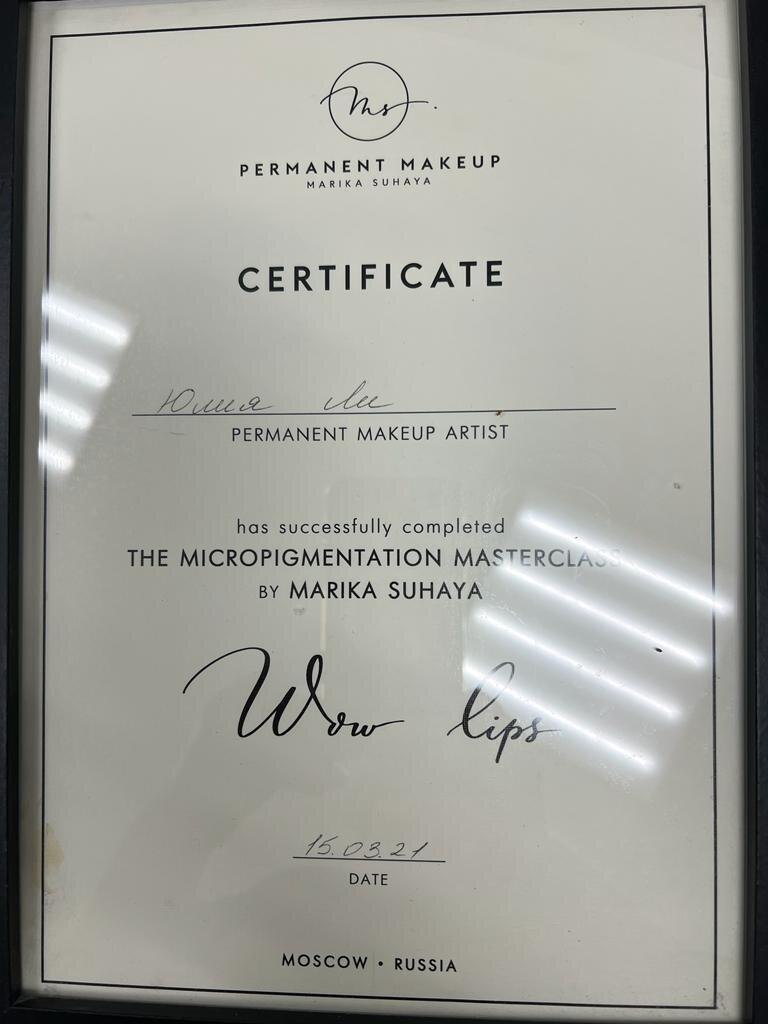 ms.
PERMANENT MAKEUP
MARIKA SUHAYA
CERTIFICATE
Юлия Ли
PERMANENT MAKEUP ARTIST
has successfully completed
THE MICROPIGMENTATION MASTERCLASS
BY MARIKA SUHAYA
Wow lips
15.03.21
DATE
MOSCOW • RUSSIA